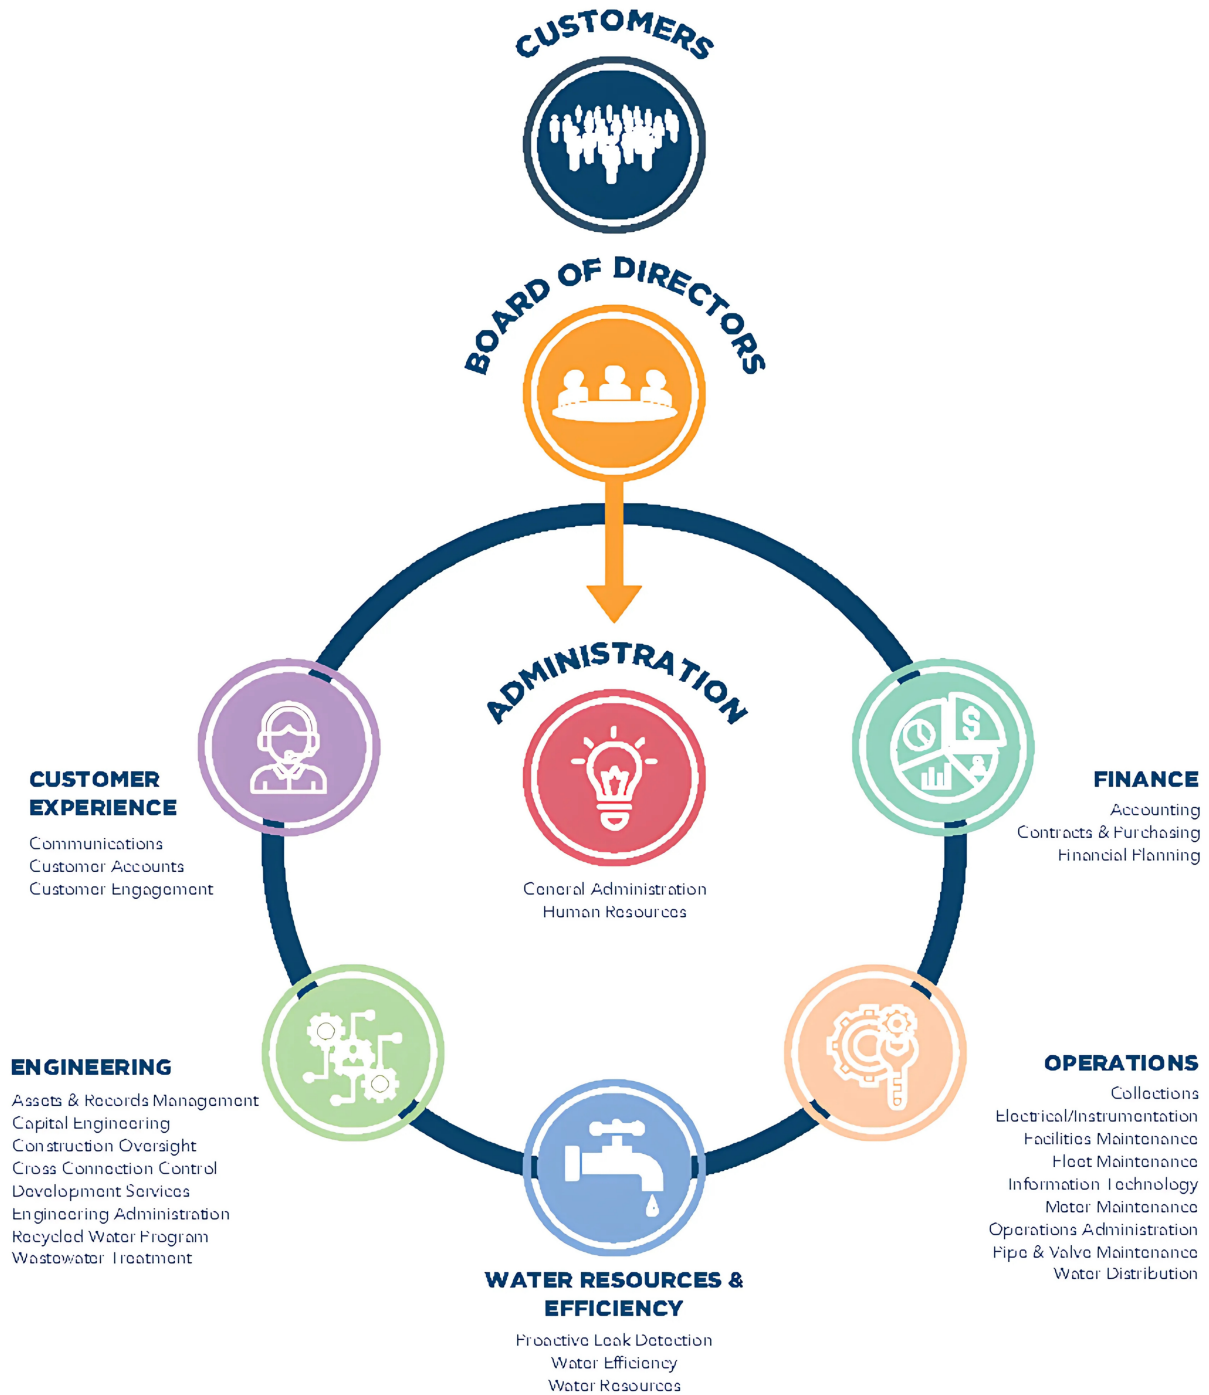 CUSTOMERS
BOARD OF DIRECTORS
ADMINISTRATION
General Administration
Human Resources
CUSTOMER
EXPERIENCE
Communications
Customer Accounts
Customer Engagement
FINANCE
Accounting
Contracts & Purchasing
Financial Planning
ENGINEERING
Assets & Records Management
Capital Engineering
Construction Oversight
Cross Connection Control
Development Services
Engineering Administration
Recycled Water Program
Wastewater Treatment
OPERATIONS
Collections
Electrical/Instrumentation
Facilities Maintenance
Fleet Maintenance
Information Technology
Meter Maintenance
Operations Administration
Pipe & Valve Maintenance
Water Distribution
WATER RESOURCES &
EFFICIENCY
Proactive Leak Detection
Water Efficiency
Water Resources